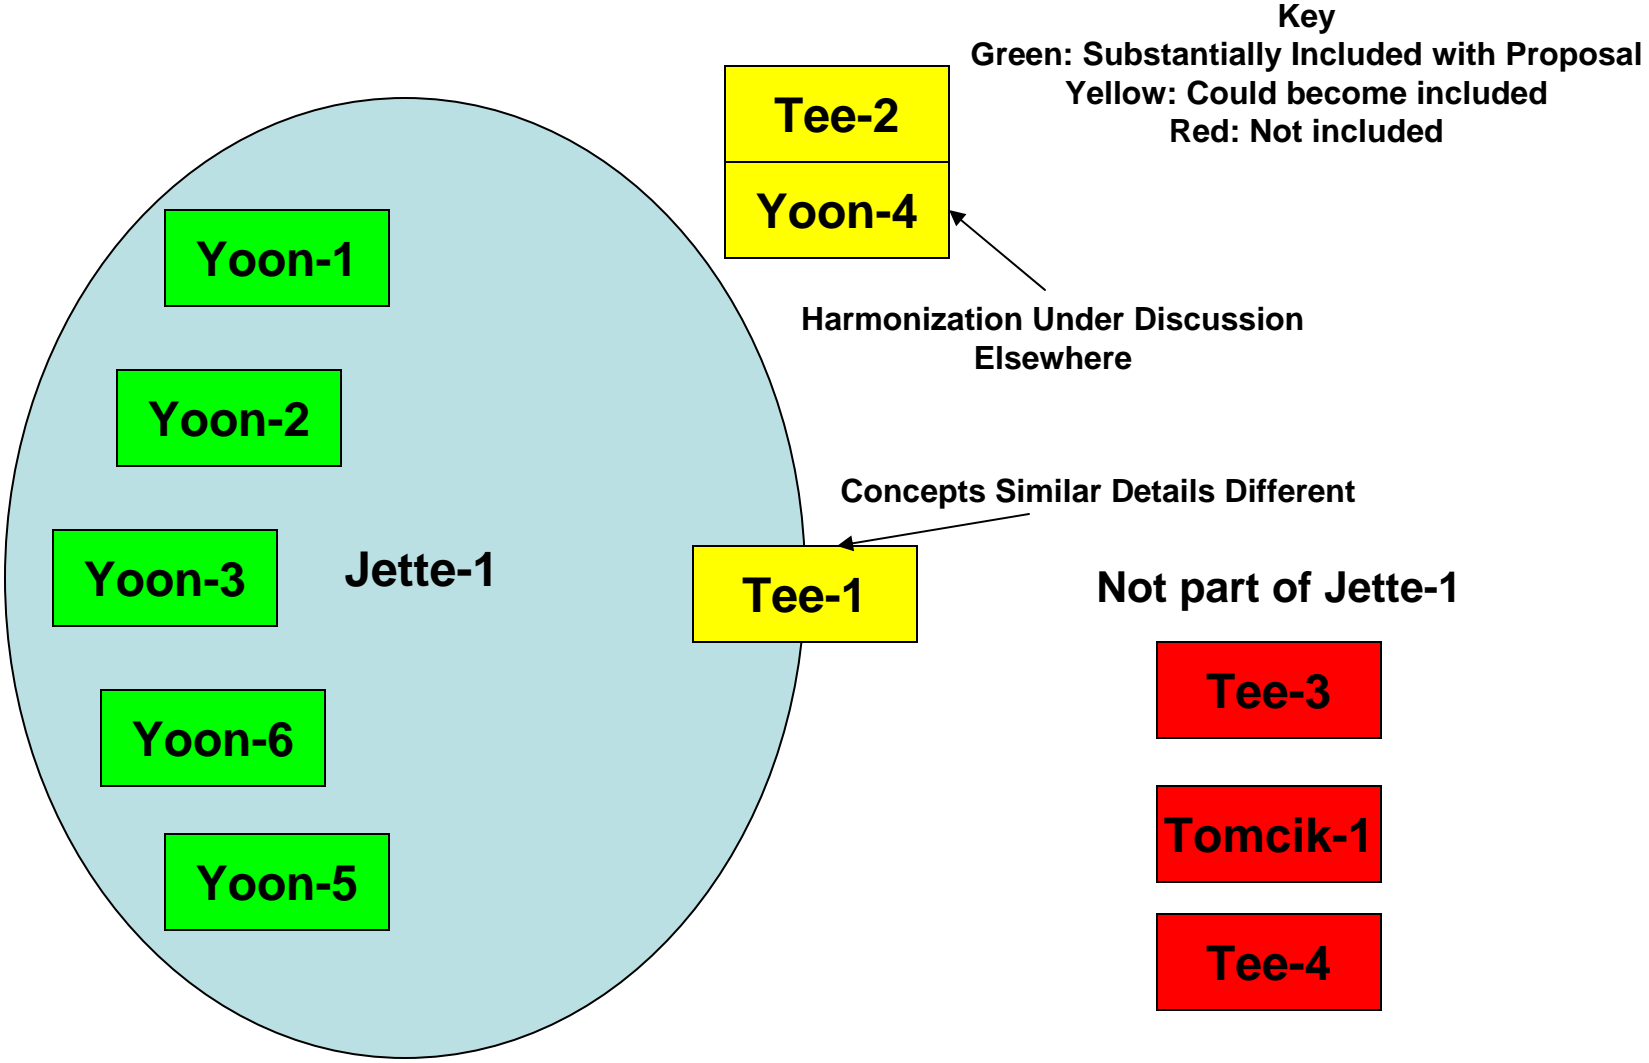 Key
Green: Substantially Included with Proposal
Yellow: Could become included
Red: Not included
Tee-2
Yoon-4
Harmonization Under Discussion
Elsewhere
Yoon-1
Yoon-2
Yoon-3
Jette-1
Yoon-6
Yoon-5
Concepts Similar Details Different
Tee-1
Not part of Jette-1
Tee-3
Tomcik-1
Tee-4